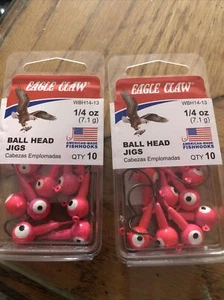 EAGLE CLAW
WBH14-13
1/4 oz
(7.1 g)
BALL HEAD
JIGS
Cabezas Emplomadas
AMERICAN-MADE
FISHHOOKS
QTY 10
EAGLE CLAW
WBH14-13
1/4 oz
(7.1 g)
BALL HEAD
JIGS
Cabezas Emplomadas
AMERICAN-MADE
FISHHOOKS
QTY 10